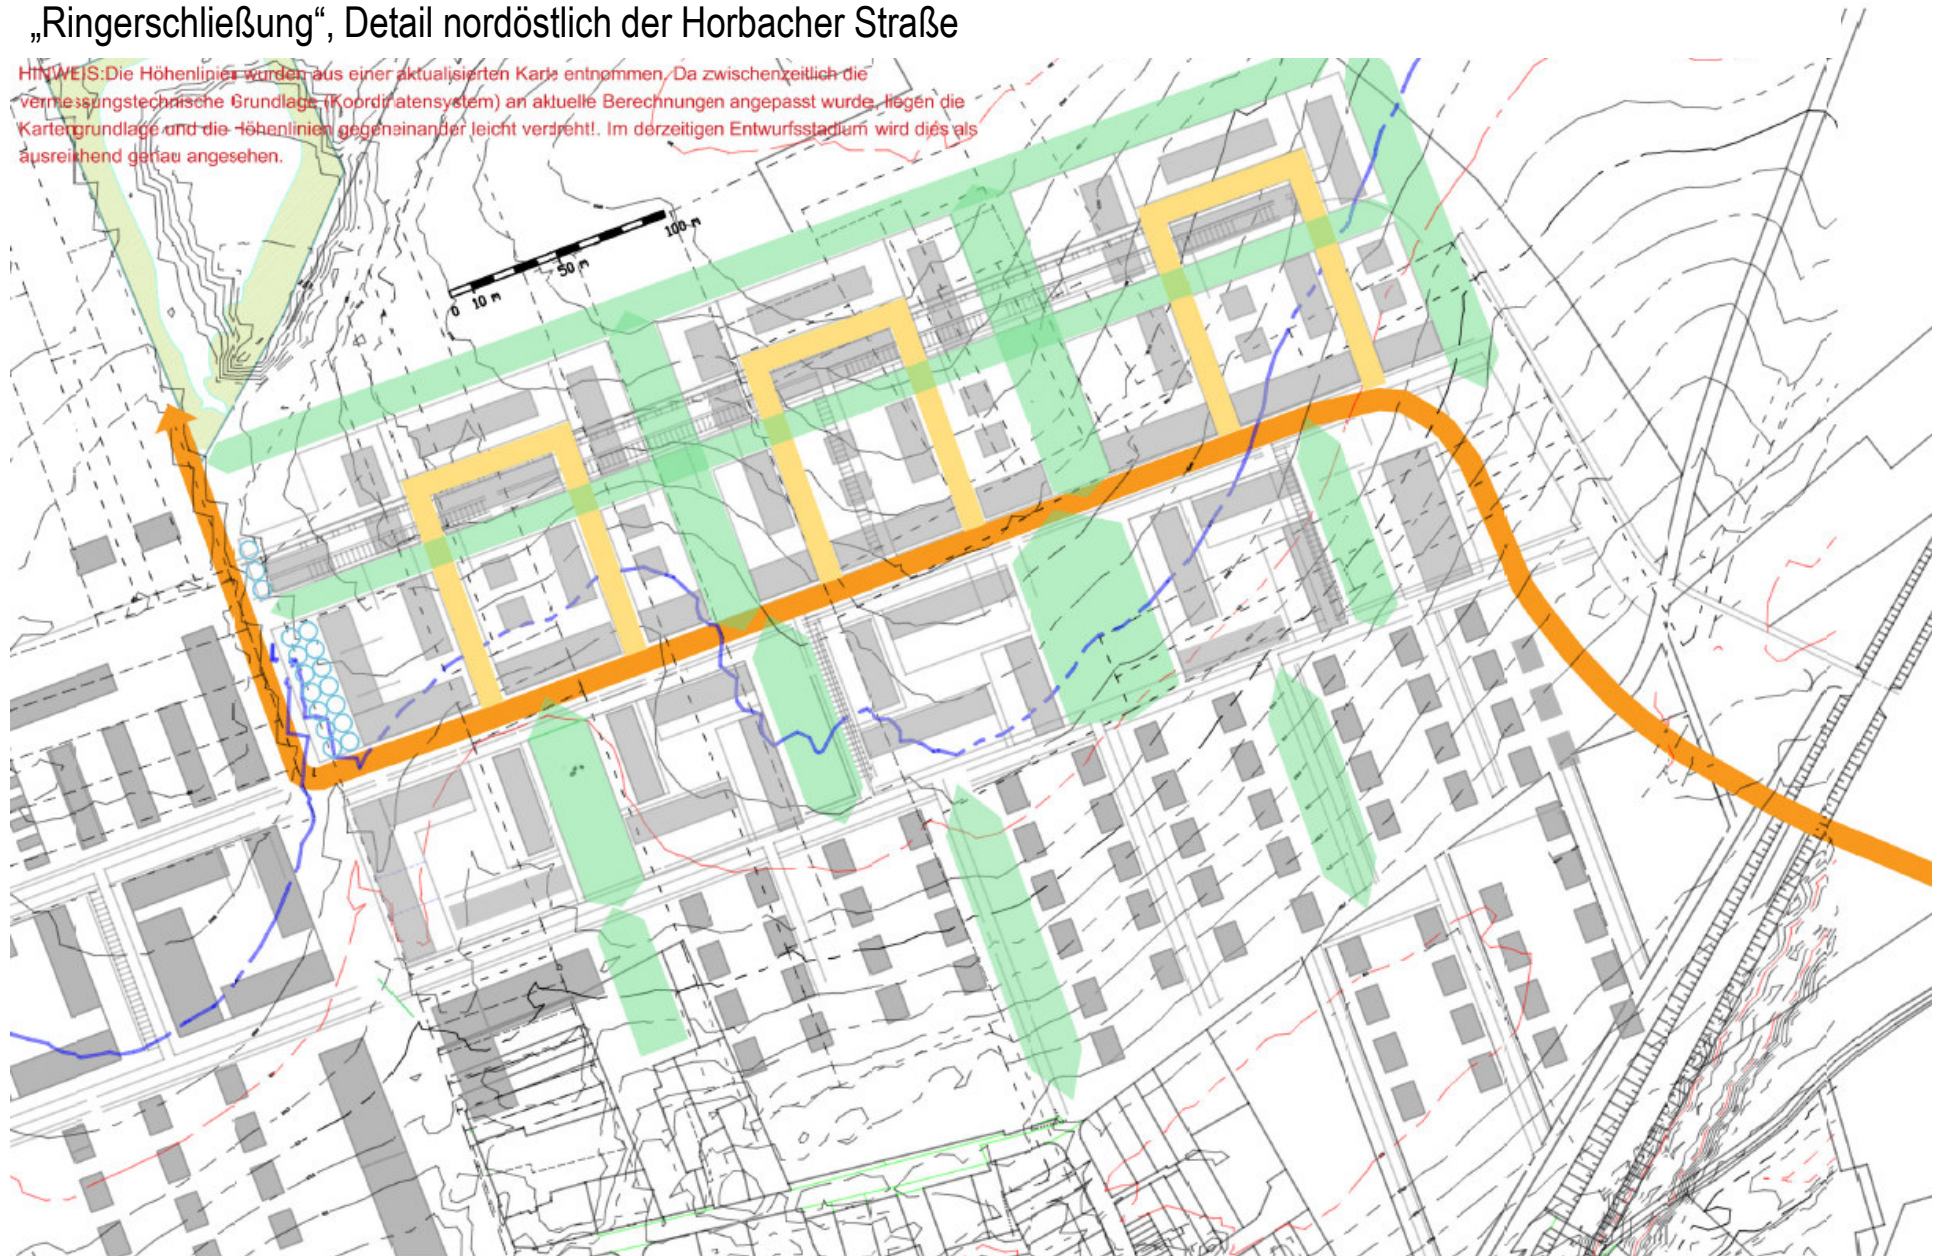 „Ringerschließung“, Detail nordöstlich der Horbacher Straße
HINWEIS:Die Höhenlinien wurden aus einer aktualisierten Karte entnommen. Da zwischenzeitlich die
vermessungstechnische Grundlage (Koordinatensystem) an aktuelle Berechnungen angepasst wurde, liegen die
Kartengrundlage und die Höhenlinien gegeneinander leicht verdreht!. Im derzeitigen Entwurfsstadium wird dies als
ausreichend genau angesehen.
0 10 m 50 m 100 m